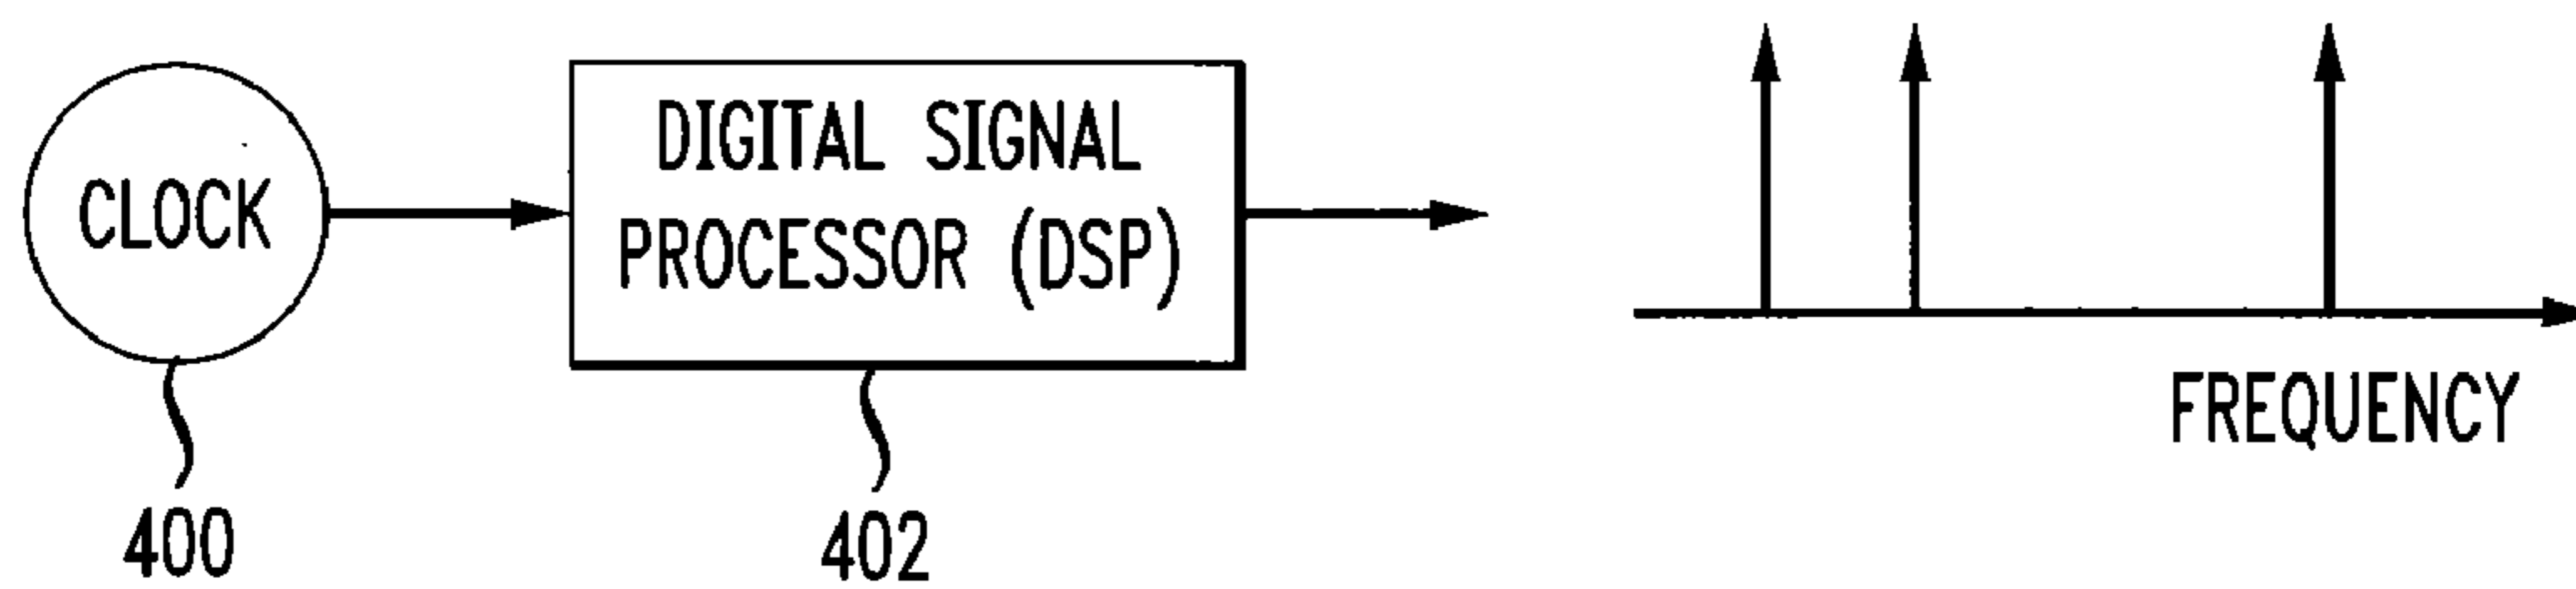 CLOCK
DIGITAL SIGNAL
PROCESSOR (DSP)
FREQUENCY
400
402